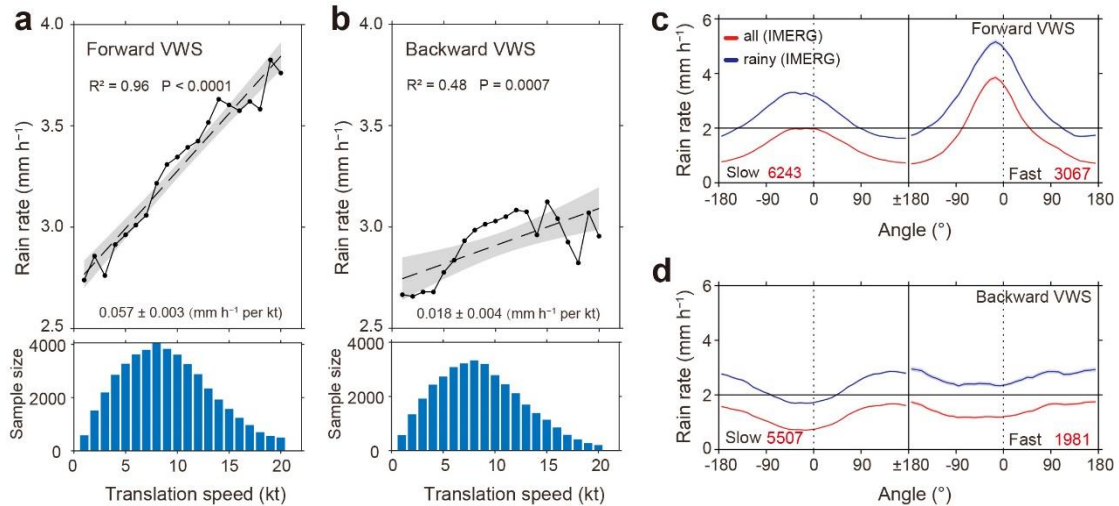 a
Forward VWS
R² = 0.96 P < 0.0001
Rain rate (mm h⁻¹)
4.0
3.5
3.0
2.5
0.057 ± 0.003 (mm h⁻¹ per kt)
Sample size
4000
2000
0
0 5 10 15 20
Translation speed (kt)
b
Backward VWS
R² = 0.48 P = 0.0007
Rain rate (mm h⁻¹)
4.0
3.5
3.0
2.5
0.018 ± 0.004 (mm h⁻¹ per kt)
Sample size
4000
2000
0
0 5 10 15 20
Translation speed (kt)
c
Forward VWS
all (IMERG)
rainy (IMERG)
Rain rate (mm h⁻¹)
6
4
2
0
Slow 6243
Fast 3067
-180 -90 0 90 ±180 -90 0 90 180
Angle (°)
d
Backward VWS
Rain rate (mm h⁻¹)
6
4
2
0
Slow 5507
Fast 1981
-180 -90 0 90 ±180 -90 0 90 180
Angle (°)